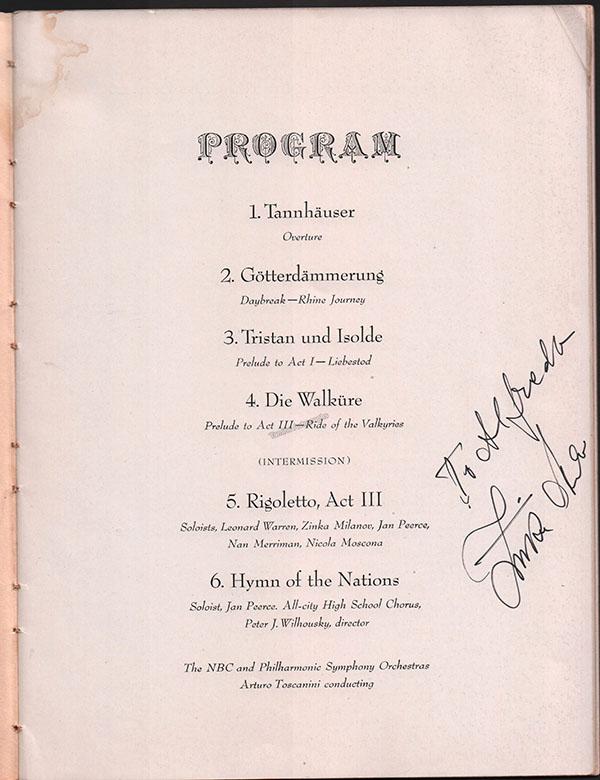 PROGRAM
1. Tannhäuser
Overture
2. Götterdämmerung
Daybreak—Rhine Journey
3. Tristan und Isolde
Prelude to Act I—Liebestod
4. Die Walküre
Prelude to Act III—Ride of the Valkyries
(INTERMISSION)
5. Rigoletto, Act III
Soloists, Leonard Warren, Zinka Milanov, Jan Peerce,
Nan Merriman, Nicola Moscona
6. Hymn of the Nations
Soloist, Jan Peerce. All-city High School Chorus,
Peter J. Wilhousky, director
The NBC and Philharmonic Symphony Orchestras
Arturo Toscanini conducting
To Alfredo
Zinka